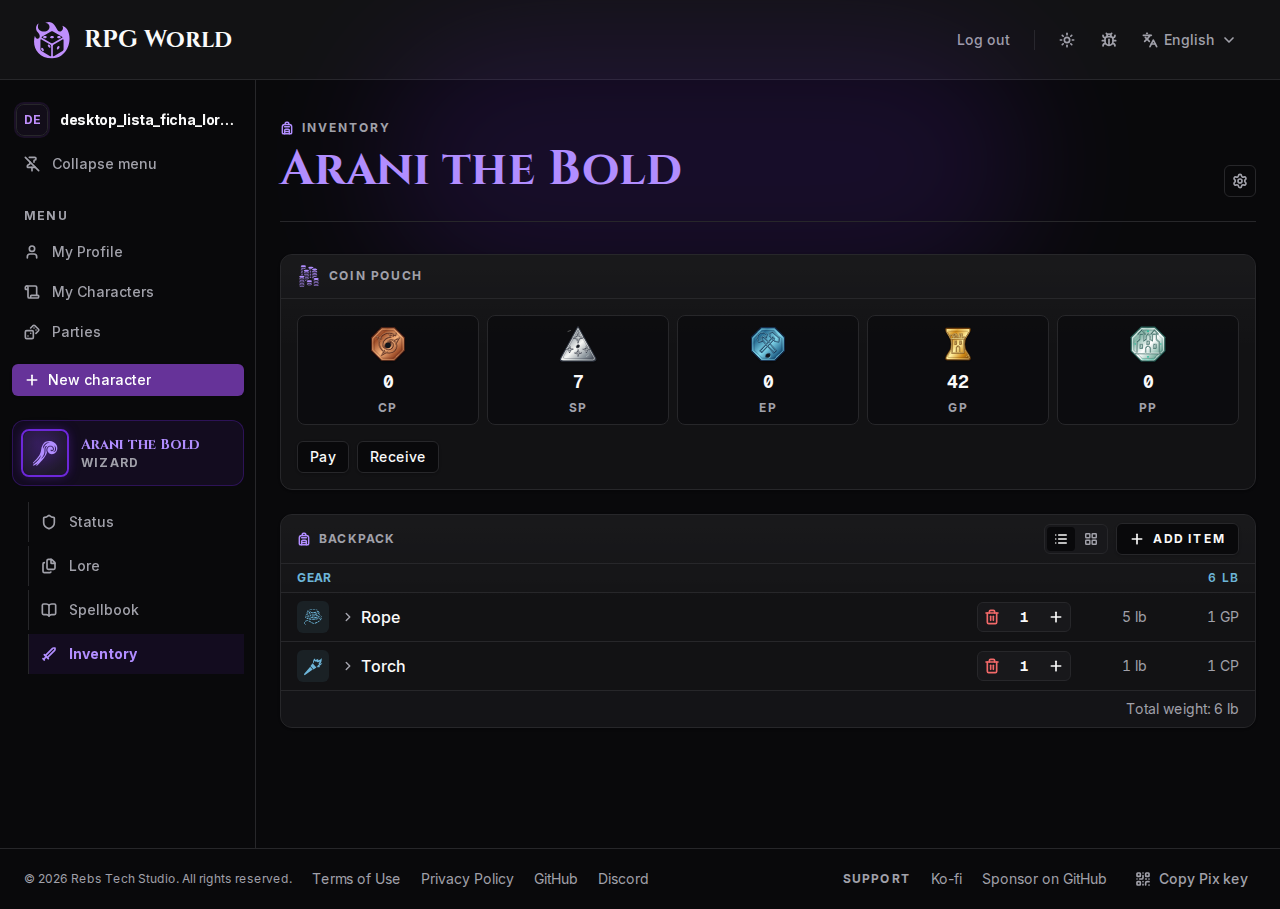 RPG World
Log out
English
DE
desktop_lista_ficha_lor...
Collapse menu
MENU
My Profile
My Characters
Parties
New character
Arani the Bold
WIZARD
Status
Lore
Spellbook
Inventory
INVENTORY
Arani the Bold
COIN POUCH
0 7 0 42 0
CP SP EP GP PP
Pay Receive
BACKPACK
ADD ITEM
GEAR 6 LB
Rope 1 5 lb 1 GP
Torch 1 1 lb 1 CP
Total weight: 6 lb
© 2026 Rebs Tech Studio. All rights reserved. Terms of Use Privacy Policy GitHub Discord SUPPORT Ko-fi Sponsor on GitHub Copy Pix key